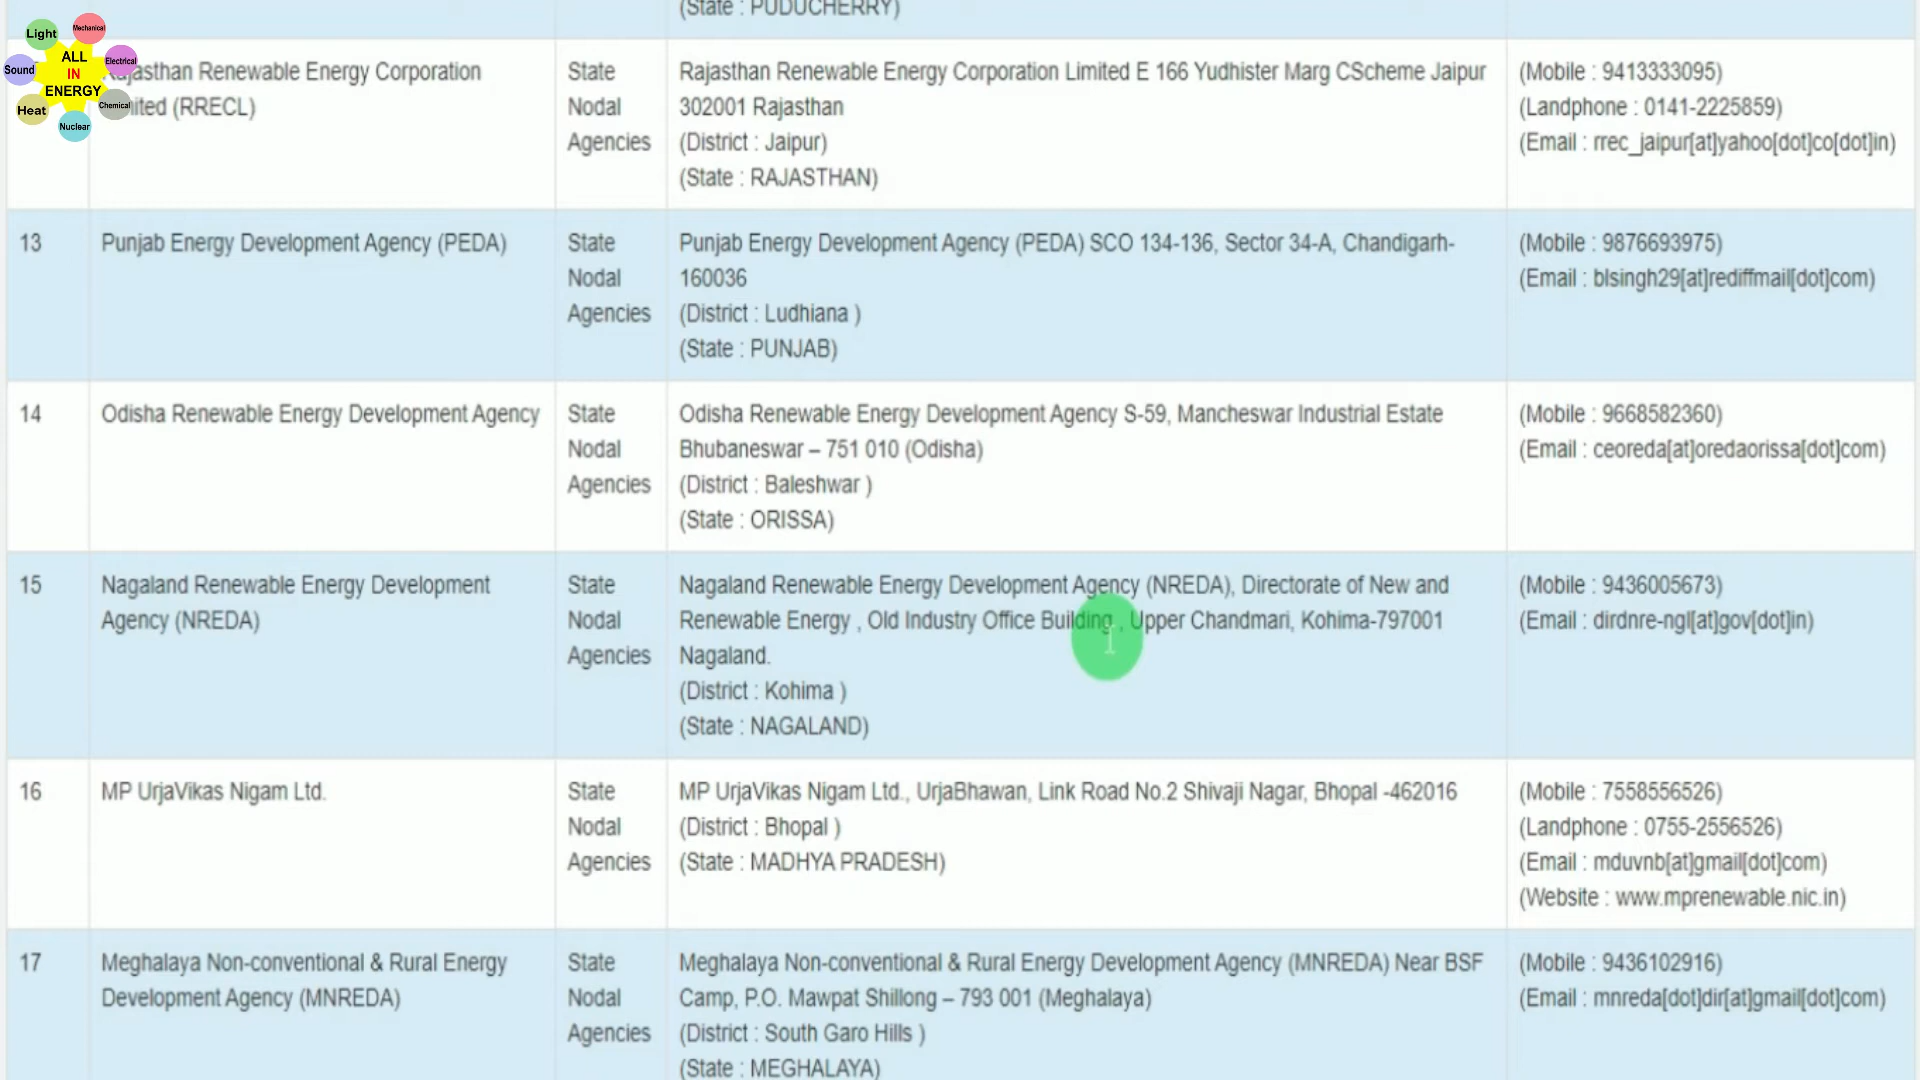 (State : PUDUCHERRY)
Light
Mechanical
ALL
IN
ENERGY
Electrical
Sound
Heat
Chemical
Nuclear
Renewable Energy Corporation
(RRECL)
State
Nodal
Agencies
Rajasthan Renewable Energy Corporation Limited E 166 Yudhister Marg CScheme Jaipur
302001 Rajasthan
(District : Jaipur)
(State : RAJASTHAN)
(Mobile : 9413333095)
(Landphone : 0141-2225859)
(Email : rrec_jaipur[at]yahoo[dot]co[dot]in)
13
Punjab Energy Development Agency (PEDA)
State
Nodal
Agencies
Punjab Energy Development Agency (PEDA) SCO 134-136, Sector 34-A, Chandigarh-
160036
(District : Ludhiana )
(State : PUNJAB)
(Mobile : 9876693975)
(Email : blsingh29[at]rediffmail[dot]com)
14
Odisha Renewable Energy Development Agency
State
Nodal
Agencies
Odisha Renewable Energy Development Agency S-59, Mancheswar Industrial Estate
Bhubaneswar – 751 010 (Odisha)
(District : Baleshwar )
(State : ORISSA)
(Mobile : 9668582360)
(Email : ceoreda[at]oredaorissa[dot]com)
15
Nagaland Renewable Energy Development
Agency (NREDA)
State
Nodal
Agencies
Nagaland Renewable Energy Development Agency (NREDA), Directorate of New and
Renewable Energy , Old Industry Office Building , Upper Chandmari, Kohima-797001
Nagaland.
(District : Kohima )
(State : NAGALAND)
(Mobile : 9436005673)
(Email : dirdnre-ngl[at]gov[dot]in)
16
MP UrjaVikas Nigam Ltd.
State
Nodal
Agencies
MP UrjaVikas Nigam Ltd., UrjaBhawan, Link Road No.2 Shivaji Nagar, Bhopal -462016
(District : Bhopal )
(State : MADHYA PRADESH)
(Mobile : 7558556526)
(Landphone : 0755-2556526)
(Email : mduvnb[at]gmail[dot]com)
(Website : www.mprenewable.nic.in)
17
Meghalaya Non-conventional & Rural Energy
Development Agency (MNREDA)
State
Nodal
Agencies
Meghalaya Non-conventional & Rural Energy Development Agency (MNREDA) Near BSF
Camp, P.O. Mawpat Shillong – 793 001 (Meghalaya)
(District : South Garo Hills )
(State : MEGHALAYA)
(Mobile : 9436102916)
(Email : mnreda[dot]dir[at]gmail[dot]com)